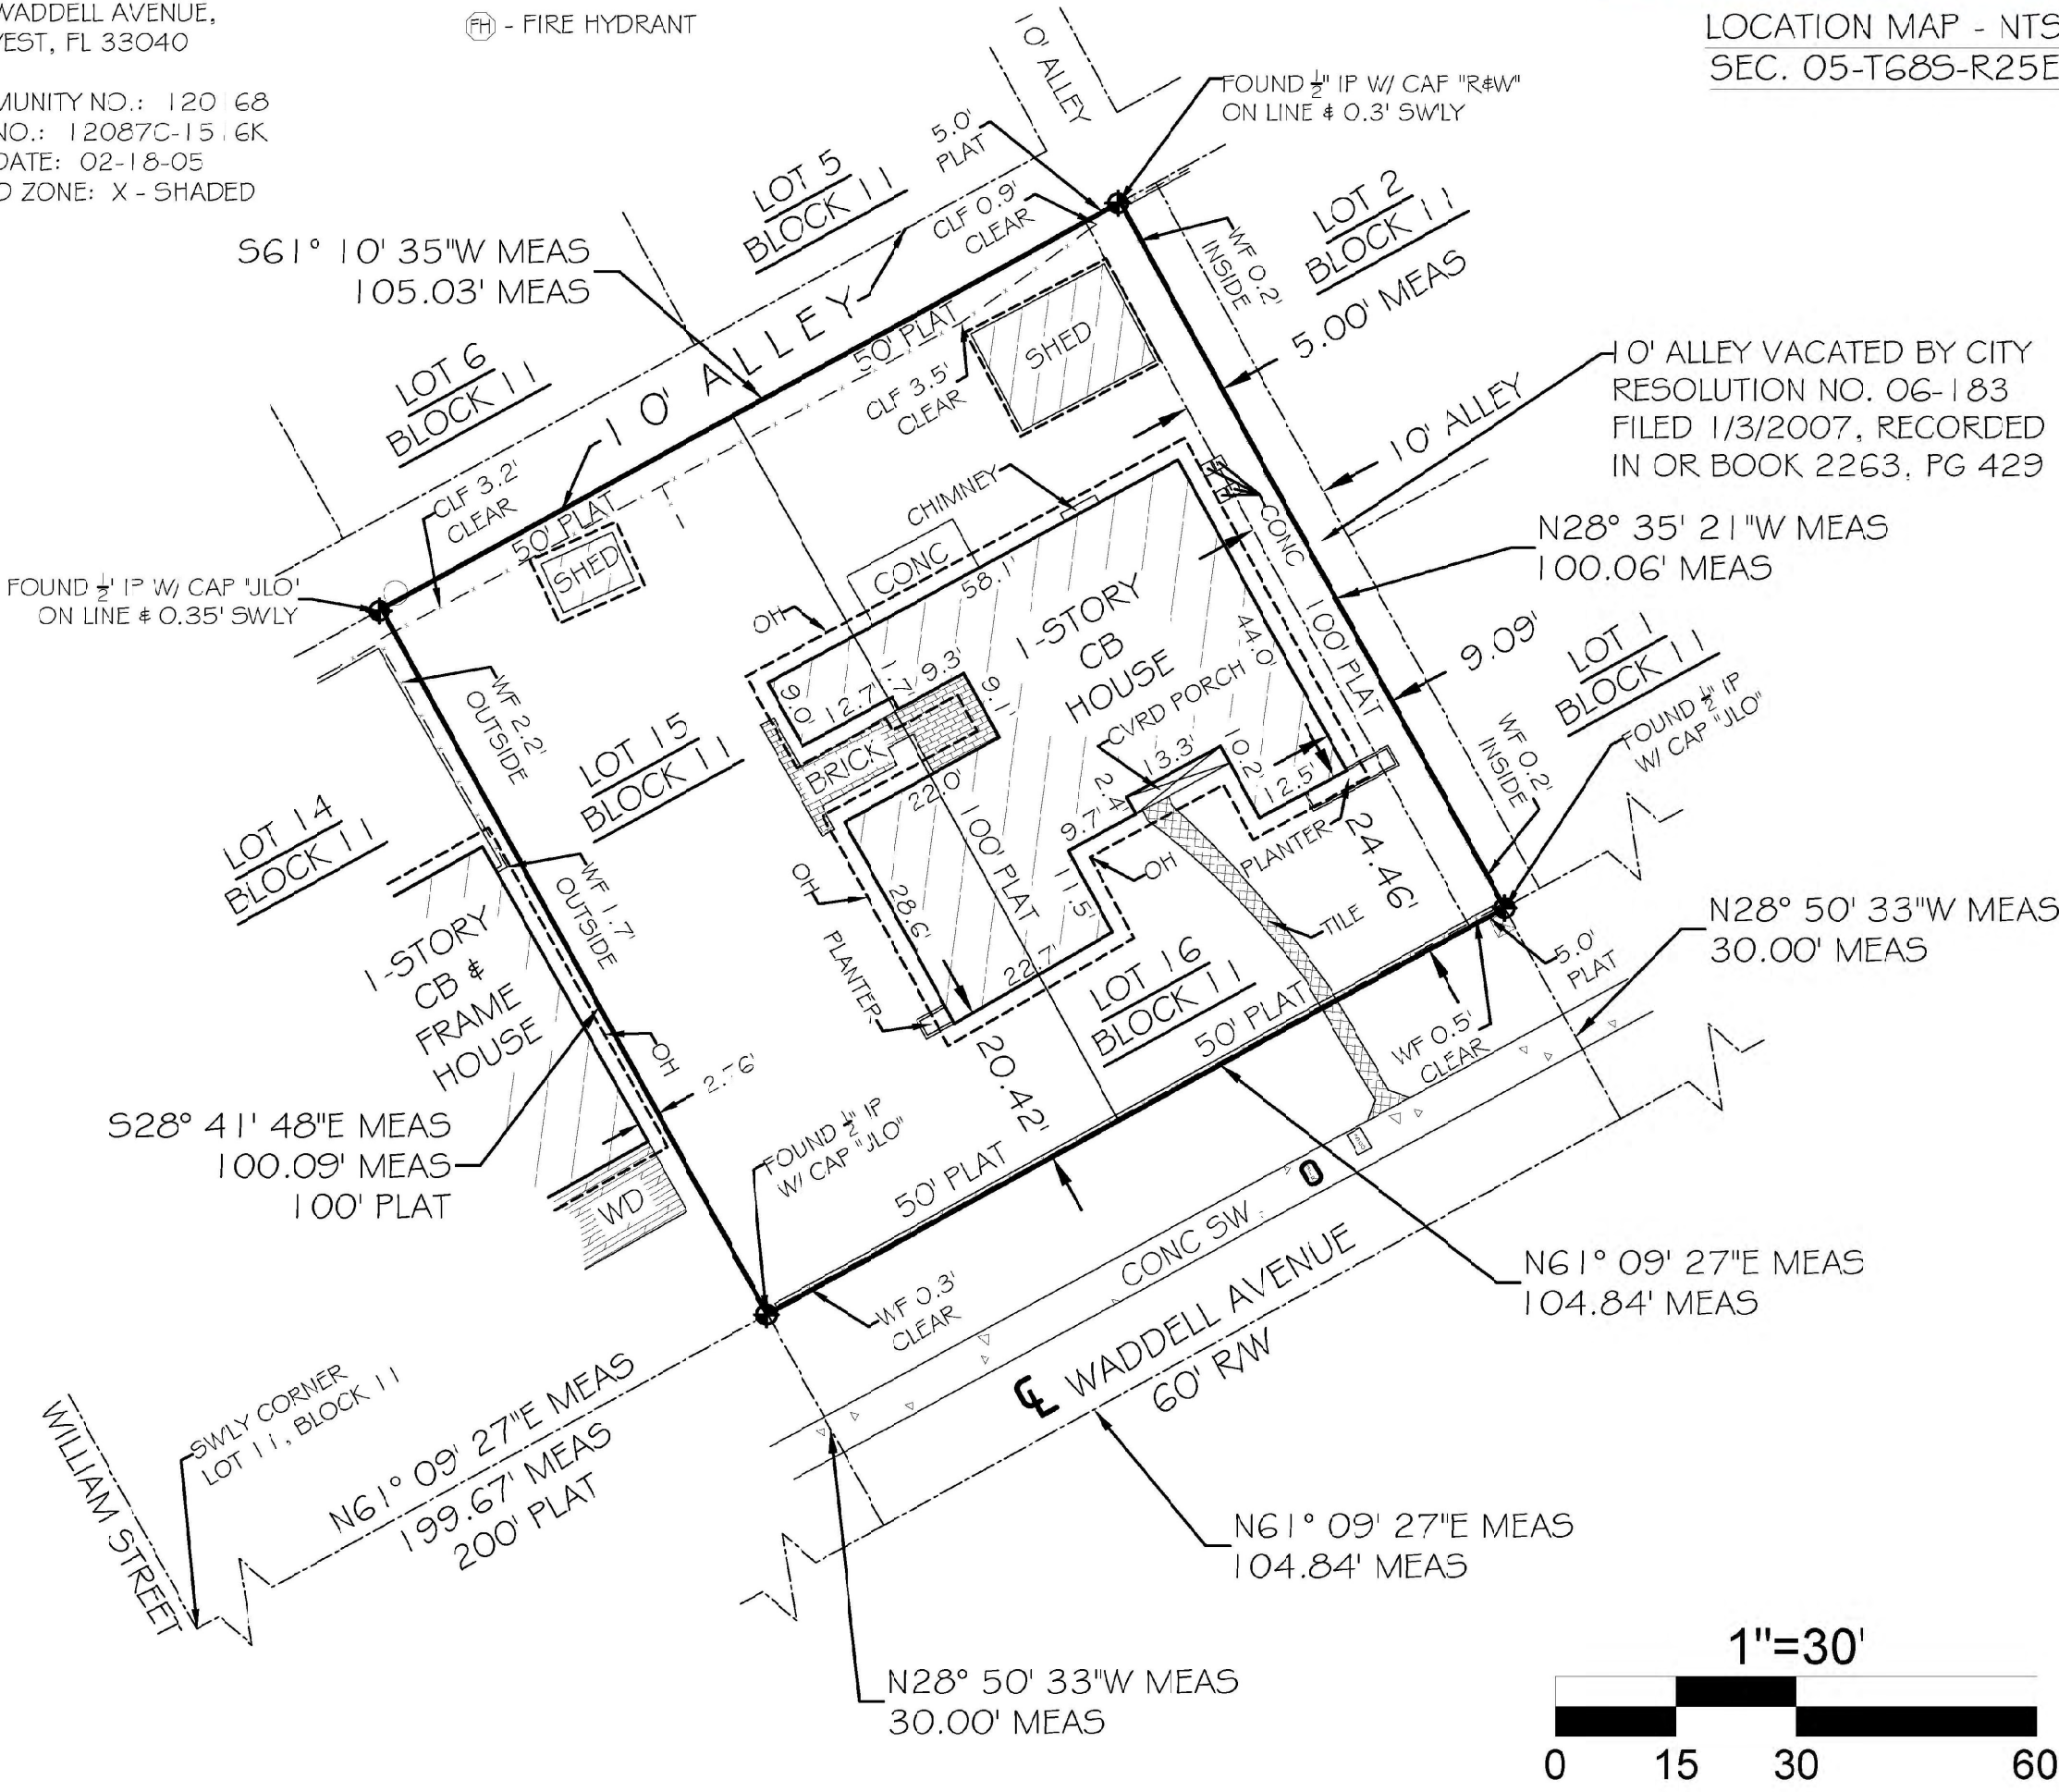 WADDELL AVENUE,
WEST, FL 33040
MUNITY NO.: 120168
NO.: 12087C-1516K
DATE: 02-18-05
D ZONE: X - SHADED
FH - FIRE HYDRANT
LOCATION MAP - NTS
SEC. 05-T68S-R25E
10' ALLEY
FOUND ½" IP W/ CAP "R&W"
ON LINE & 0.3' SWLY
5.0'
PLAT
LOT 5
BLOCK 11
CLF 0.9'
CLEAR
LOT 2
BLOCK 11
WF 0.2'
INSIDE
5.00' MEAS
S61° 10' 35"W MEAS
105.03' MEAS
LOT 6
BLOCK 11
10' ALLEY
50' PLAT
SHED
CLF 3.5'
CLEAR
10' ALLEY
10' ALLEY VACATED BY CITY
RESOLUTION NO. 06-183
FILED 1/3/2007, RECORDED
IN OR BOOK 2263, PG 429
CLF 3.2'
CLEAR
50' PLAT
SHED
CHIMNEY
CONC
58.1'
CONC
N28° 35' 21"W MEAS
100.06' MEAS
FOUND ½" IP W/ CAP "JLO"
ON LINE & 0.35' SWLY
OH
1-STORY
CB
HOUSE
44.0'
100' PLAT
9.09'
LOT 1
BLOCK 11
FOUND ½" IP
W/ CAP "JLO"
WF 0.2'
INSIDE
WF 2.2'
OUTSIDE
9.0'
12.7'
1.7'
9.3'
9.1'
BRICK
22.0'
CVRD PORCH
13.3'
10.2'
12.5'
2.4'
9.7'
LOT 15
BLOCK 11
LOT 14
BLOCK 11
WF 1.7'
OUTSIDE
OH
28.6'
100' PLAT
11.5'
OH
PLANTER
24.46'
TILE
PLANTER
22.7'
LOT 16
BLOCK 11
50' PLAT
5.0'
PLAT
WF 0.5'
CLEAR
N28° 50' 33"W MEAS
30.00' MEAS
1-STORY
CB &
FRAME
HOUSE
OH
2.76'
20.42'
S28° 41' 48"E MEAS
100.09' MEAS
100' PLAT
WD
FOUND ½" IP
W/ CAP "JLO"
50' PLAT
CONC SW
WF 0.3'
CLEAR
N61° 09' 27"E MEAS
104.84' MEAS
CL WADDELL AVENUE
60' R/W
WILLIAM STREET
SWLY CORNER
LOT 11, BLOCK 11
N61° 09' 27"E MEAS
199.67' MEAS
200' PLAT
N61° 09' 27"E MEAS
104.84' MEAS
N28° 50' 33"W MEAS
30.00' MEAS
1"=30'
0 15 30 60